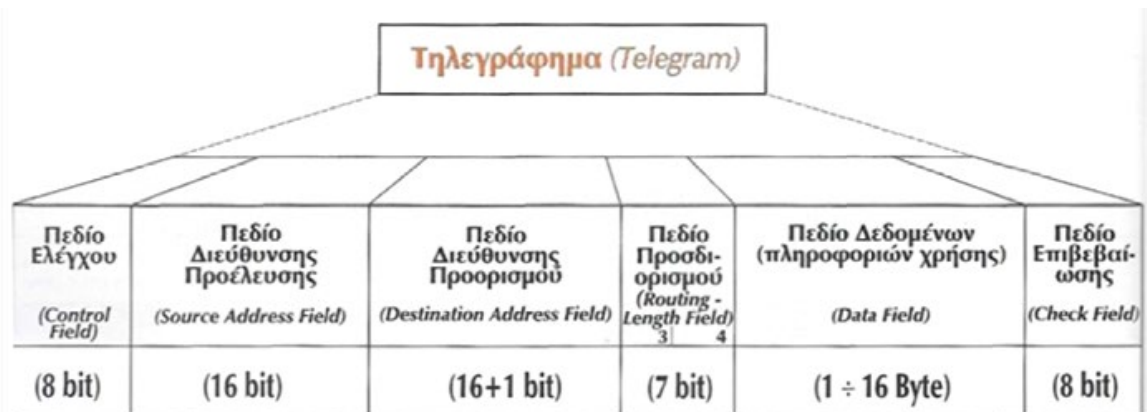 Τηλεγράφημα (Telegram)
Πεδίο
Ελέγχου
(Control
Field)
Πεδίο
Διεύθυνσης
Προέλευσης
(Source Address Field)
Πεδίο
Διεύθυνσης
Προορισμού
(Destination Address Field)
Πεδίο
Προσδι-
ορισμού
(Routing -
Length Field)
3 4
Πεδίο Δεδομένων
(πληροφοριών χρήσης)
(Data Field)
Πεδίο
Επιβεβαί-
ωσης
(Check Field)
(8 bit)
(16 bit)
(16+1 bit)
(7 bit)
(1 ÷ 16 Byte)
(8 bit)